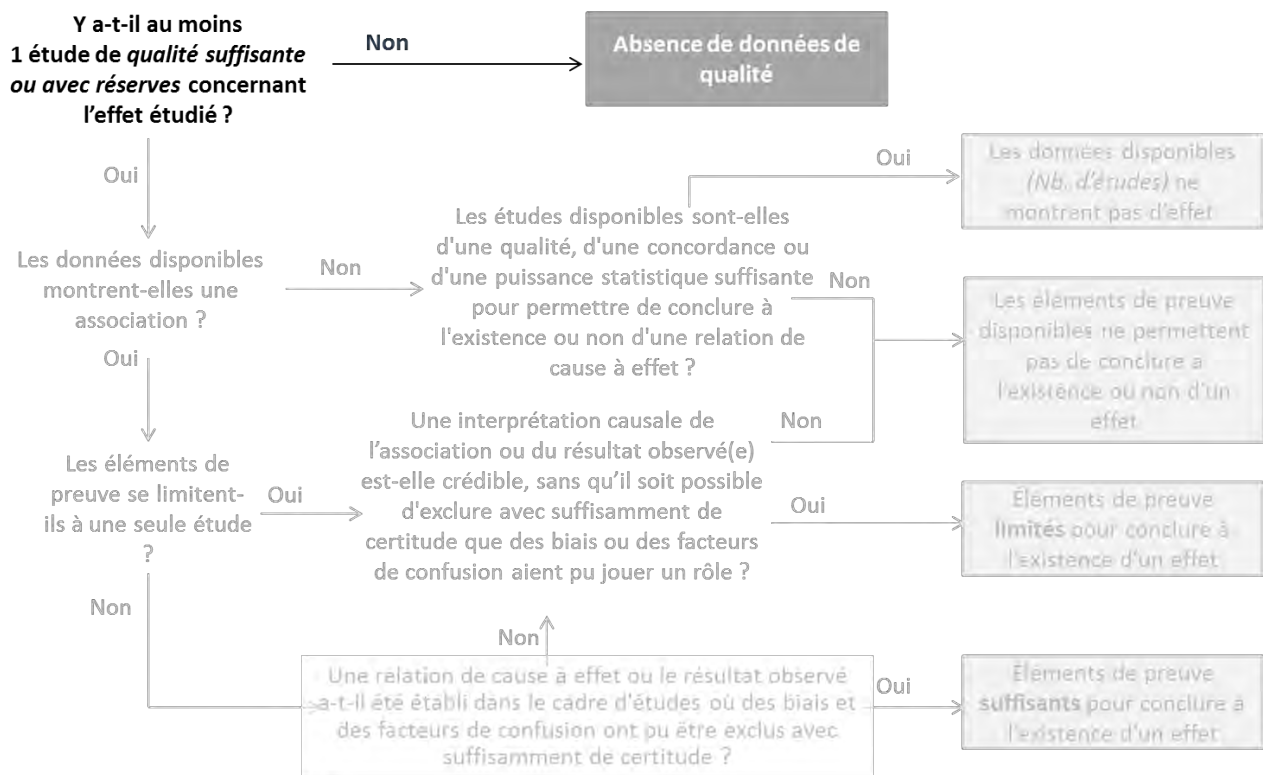 Y a-t-il au moins
1 étude de qualité suffisante
ou avec réserves concernant
l'effet étudié ?
Non
Absence de données de
qualité
Oui
Oui
Les données disponibles
(Nb. d'études) ne
montrent pas d'effet
Les données disponibles
montrent-elles une
association ?
Non
Les études disponibles sont-elles
d'une qualité, d'une concordance ou
d'une puissance statistique suffisante
pour permettre de conclure à
l'existence ou non d'une relation de
cause à effet ?
Non
Les éléments de preuve
disponibles ne permettent
pas de conclure a
l'existence ou non d'un
effet
Oui
Les éléments de
preuve se limitent-
ils à une seule étude
?
Oui
Une interprétation causale de
l'association ou du résultat observé(e)
est-elle crédible, sans qu'il soit possible
d'exclure avec suffisamment de
certitude que des biais ou des facteurs
de confusion aient pu jouer un rôle ?
Non
Oui
Éléments de preuve
limités pour conclure à
l'existence d'un effet
Non
Non
Une relation de cause à effet ou le résultat observé
a-t-il été établi dans le cadre d'études où des biais et
des facteurs de confusion ont pu être exclus avec
suffisamment de certitude ?
Oui
Éléments de preuve
suffisants pour conclure à
l'existence d'un effet